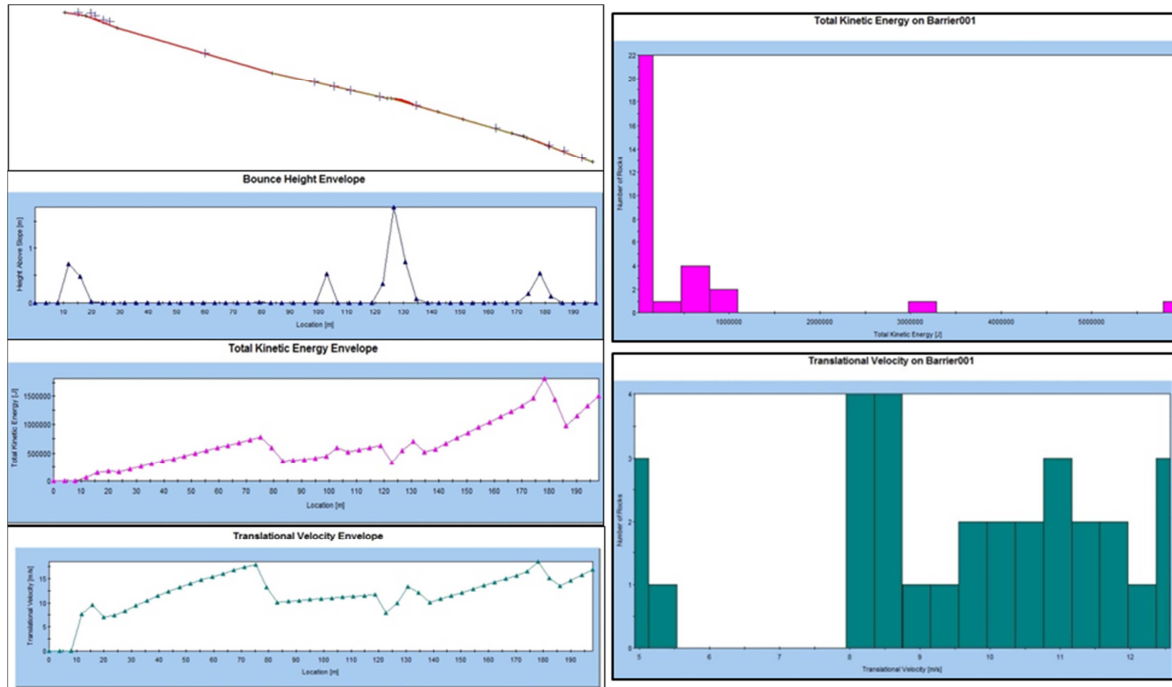 Bounce Height Envelope
Height Above Slope [m]
1
0
10 20 30 40 50 60 70 80 90 100 110 120 130 140 150 160 170 180 190
Location [m]
Total Kinetic Energy Envelope
Total Kinetic Energy [J]
1500000
1000000
500000
0
0 10 20 30 40 50 60 70 80 90 100 110 120 130 140 150 160 170 180 190
Location [m]
Translational Velocity Envelope
Translational Velocity [m/s]
15
10
5
0
0 10 20 30 40 50 60 70 80 90 100 110 120 130 140 150 160 170 180 190
Location [m]
Total Kinetic Energy on Barrier001
Number of Rocks
22
20
18
16
14
12
10
8
6
4
2
0
1000000 2000000 3000000 4000000 5000000
Total Kinetic Energy [J]
Translational Velocity on Barrier001
Number of Rocks
4
3
2
1
0
5 6 7 8 9 10 11 12
Translational Velocity [m/s]